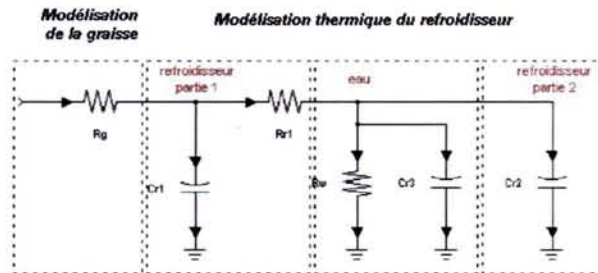 Modélisation
de la graisse
Modélisation thermique du refroidisseur
refroidisseur
partie 1
eau
refroidisseur
partie 2
Rg
Rr1
Cr1
Rw
Cr3
Cr2